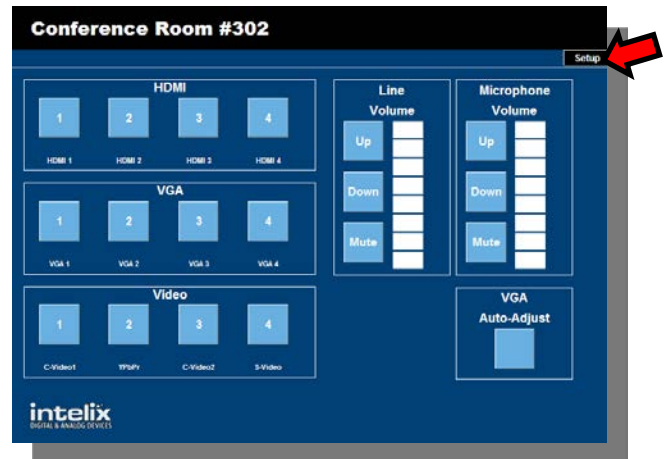 Conference Room #302
Setup
HDMI
1 2 3 4
HDMI 1 HDMI 2 HDMI 3 HDMI 4
VGA
1 2 3 4
VGA 1 VGA 2 VGA 3 VGA 4
Video
1 2 3 4
C-Video1 YPbPr C-Video2 S-Video
Line
Volume
Up
Down
Mute
Microphone
Volume
Up
Down
Mute
VGA
Auto-Adjust
intelix
DIGITAL & ANALOG DEVICES